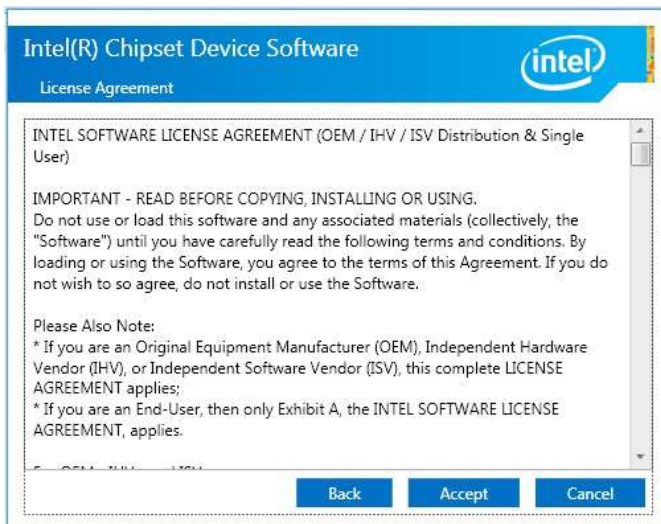 Intel(R) Chipset Device Software
intel
License Agreement
INTEL SOFTWARE LICENSE AGREEMENT (OEM / IHV / ISV Distribution & Single
User)
IMPORTANT - READ BEFORE COPYING, INSTALLING OR USING.
Do not use or load this software and any associated materials (collectively, the
"Software") until you have carefully read the following terms and conditions. By
loading or using the Software, you agree to the terms of this Agreement. If you do
not wish to so agree, do not install or use the Software.
Please Also Note:
* If you are an Original Equipment Manufacturer (OEM), Independent Hardware
Vendor (IHV), or Independent Software Vendor (ISV), this complete LICENSE
AGREEMENT applies;
* If you are an End-User, then only Exhibit A, the INTEL SOFTWARE LICENSE
AGREEMENT, applies.
Back
Accept
Cancel